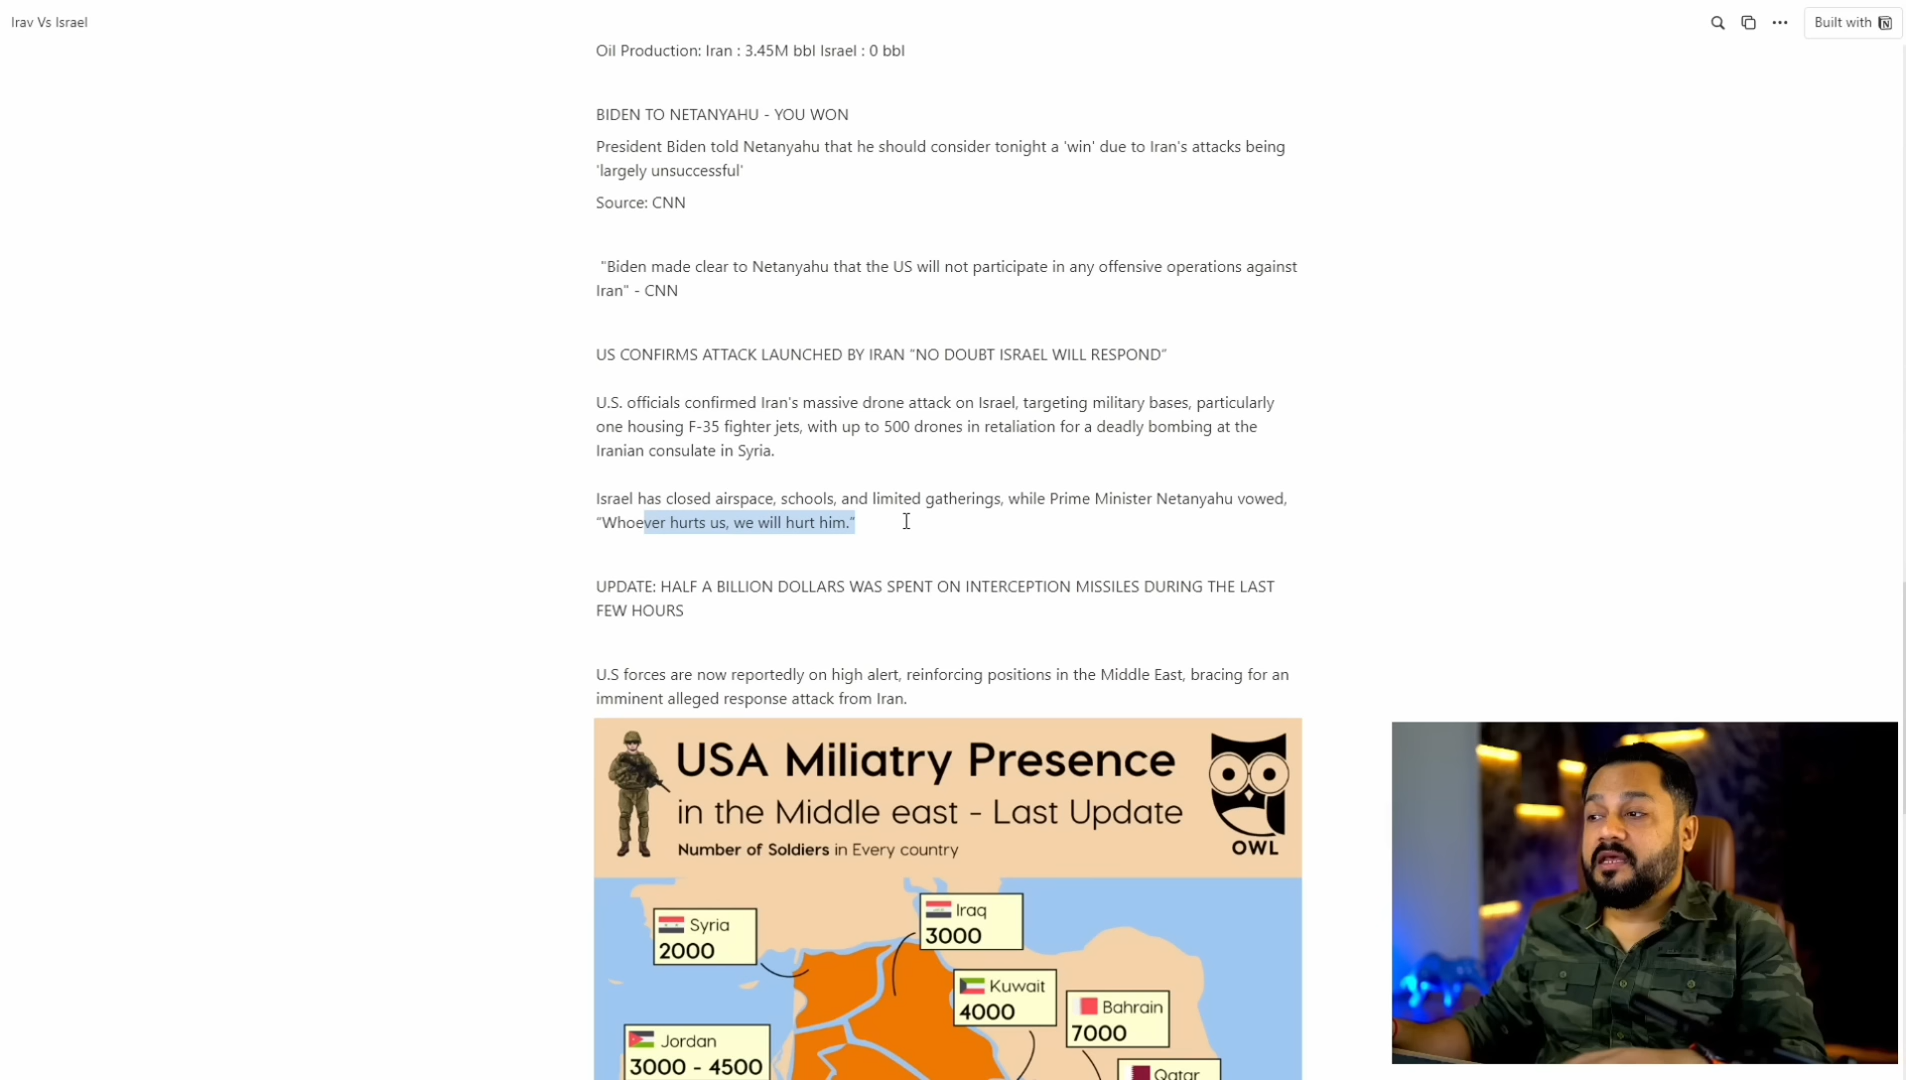 Irav Vs Israel
Built with
Oil Production: Iran : 3.45M bbl Israel : 0 bbl
BIDEN TO NETANYAHU - YOU WON
President Biden told Netanyahu that he should consider tonight a 'win' due to Iran's attacks being
'largely unsuccessful'
Source: CNN
"Biden made clear to Netanyahu that the US will not participate in any offensive operations against
Iran" - CNN
US CONFIRMS ATTACK LAUNCHED BY IRAN “NO DOUBT ISRAEL WILL RESPOND”
U.S. officials confirmed Iran's massive drone attack on Israel, targeting military bases, particularly
one housing F-35 fighter jets, with up to 500 drones in retaliation for a deadly bombing at the
Iranian consulate in Syria.
Israel has closed airspace, schools, and limited gatherings, while Prime Minister Netanyahu vowed,
“Whoever hurts us, we will hurt him.”
UPDATE: HALF A BILLION DOLLARS WAS SPENT ON INTERCEPTION MISSILES DURING THE LAST
FEW HOURS
U.S forces are now reportedly on high alert, reinforcing positions in the Middle East, bracing for an
imminent alleged response attack from Iran.
USA Miliatry Presence
in the Middle east - Last Update
Number of Soldiers in Every country
OWL
Syria
2000
Iraq
3000
Kuwait
4000
Bahrain
7000
Jordan
3000 - 4500
Qatar